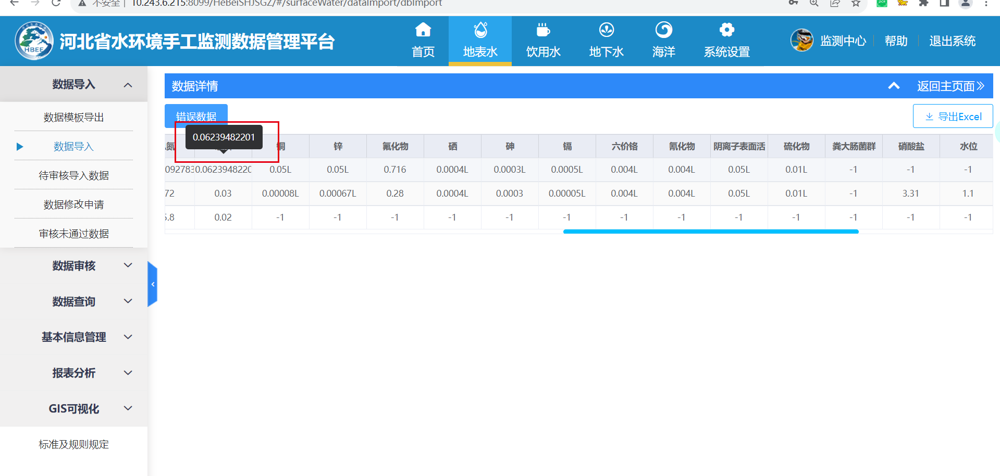 不安全 | 10.243.6.215:8099/HeBeiSHJSGZ/#/surfaceWater/dataImport/dbImport
HBEE
河北省水环境手工监测数据管理平台
首页
地表水
饮用水
地下水
海洋
系统设置
监测中心
帮助
退出系统
数据导入
数据模板导出
数据导入
待审核导入数据
数据修改申请
审核未通过数据
数据审核
数据查询
基本信息管理
报表分析
GIS可视化
标准及规则规定
数据详情
返回主页面
错误数据
导出Excel
0.06239482201
氮 铜 锌 氟化物 硒 砷 镉 六价铬 氰化物 阴离子表面活 硫化物 粪大肠菌群 硝酸盐 水位
092783 0.0623948220 0.05L 0.05L 0.716 0.0004L 0.0003L 0.0005L 0.004L 0.004L 0.05L 0.01L -1 -1 -1
72 0.03 0.00008L 0.00067L 0.28 0.0004L 0.0003 0.00005L 0.004L 0.004L 0.05L 0.01L -1 3.31 1.1
5.8 0.02 -1 -1 -1 -1 -1 -1 -1 -1 -1 -1 -1 -1 -1